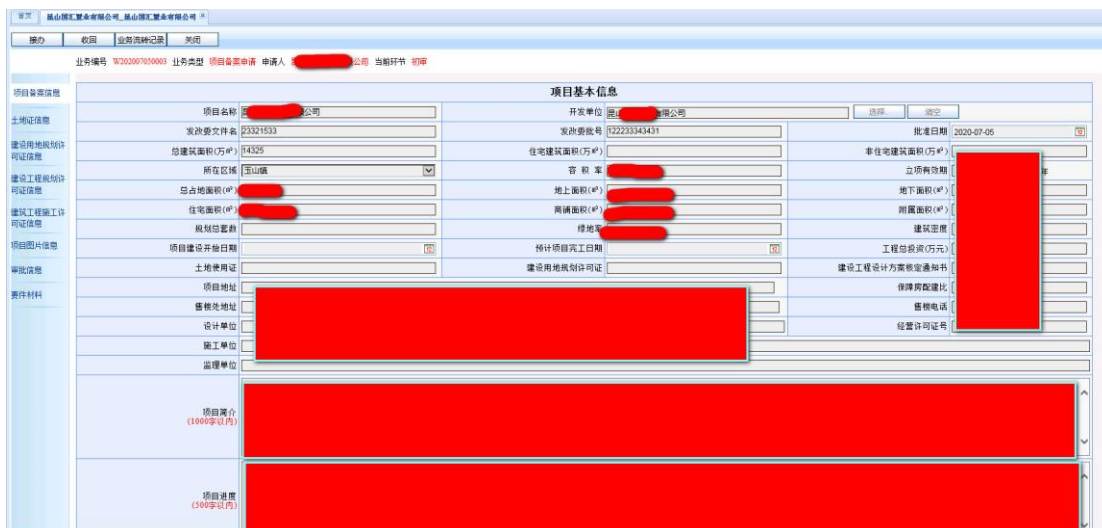 首页 昆山国汇置业有限公司_昆山国汇置业有限公司
接办 收回 业务流转记录 关闭
业务编号 W202007050003 业务类型 项目备案申请 申请人 公司 当前环节 初审
项目备案信息
土地证信息
建设用地规划许可证信息
建设工程规划许可证信息
建筑工程施工许可证信息
项目图片信息
审批信息
要件材料
项目基本信息
项目名称 公司 开发单位 昆山 有限公司 选择.. 清空
发改委文件名 23321533 发改委批号 122233343431 批准日期 2020-07-05
总建筑面积(万㎡) 14325 住宅建筑面积(万㎡) 非住宅建筑面积(万㎡)
所在区域 玉山镇 容 积 率 立项有效期 年
总占地面积(㎡) 地上面积(㎡) 地下面积(㎡)
住宅面积(㎡) 商铺面积(㎡) 附属面积(㎡)
规划总套数 绿地率 建筑密度
项目建设开始日期 预计项目完工日期 工程总投资(万元)
土地使用证 建设用地规划许可证 建设工程设计方案核定通知书
项目地址 保障房配建比
售楼处地址 售楼电话
设计单位 经营许可证号
施工单位
监理单位
项目简介
(1000字以内)
项目进度
(500字以内)